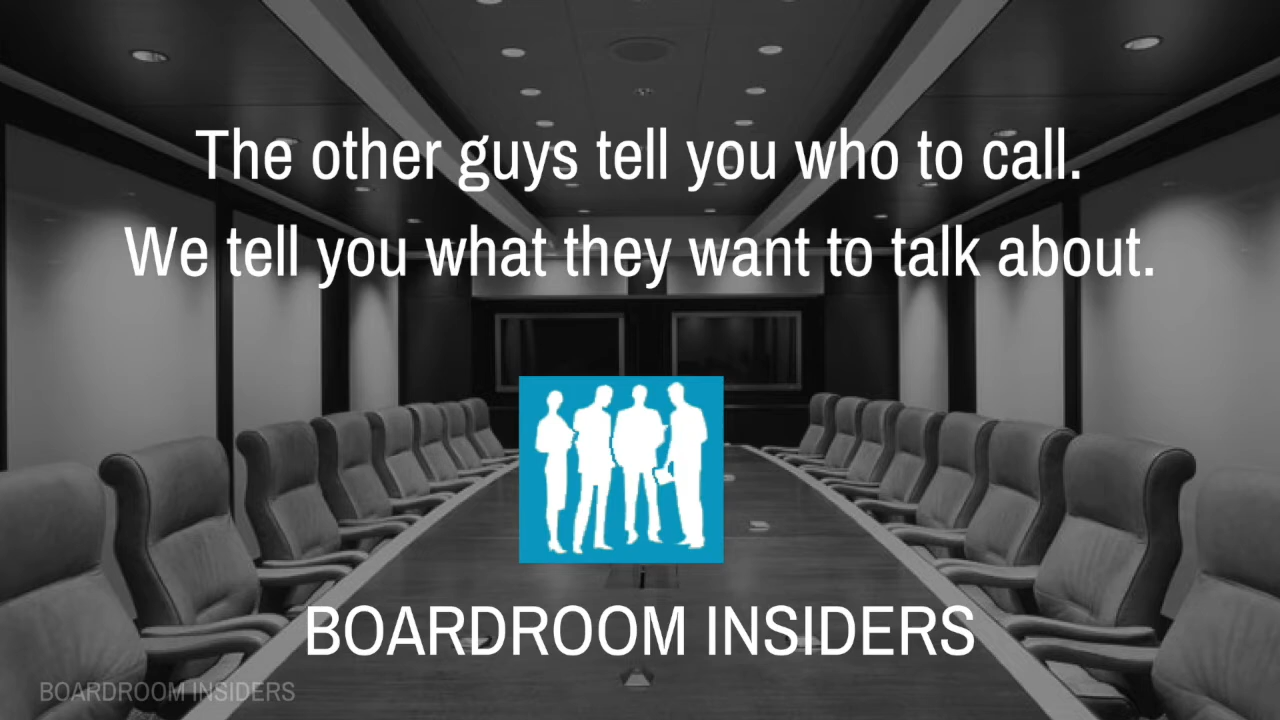 The other guys tell you who to call.
We tell you what they want to talk about.
BOARDROOM INSIDERS
BOARDROOM INSIDERS